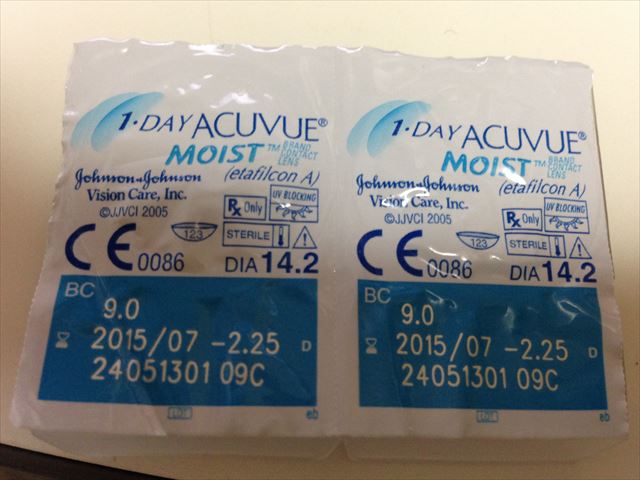 1·DAY ACUVUE®
MOIST™ BRAND CONTACT LENS
(etafilcon A)
Johnson & Johnson
Vision Care, Inc.
©JJVCI 2005
Rx Only
UV BLOCKING
123
STERILE
CE 0086
DIA 14.2
BC
9.0
2015/07 -2.25 D
24051301 09C
LOT
1·DAY ACUVUE®
MOIST™ BRAND CONTACT LENS
(etafilcon A)
Johnson & Johnson
Vision Care, Inc.
©JJVCI 2005
Rx Only
UV BLOCKING
123
STERILE
CE 0086
DIA 14.2
BC
9.0
2015/07 -2.25 D
24051301 09C
LOT